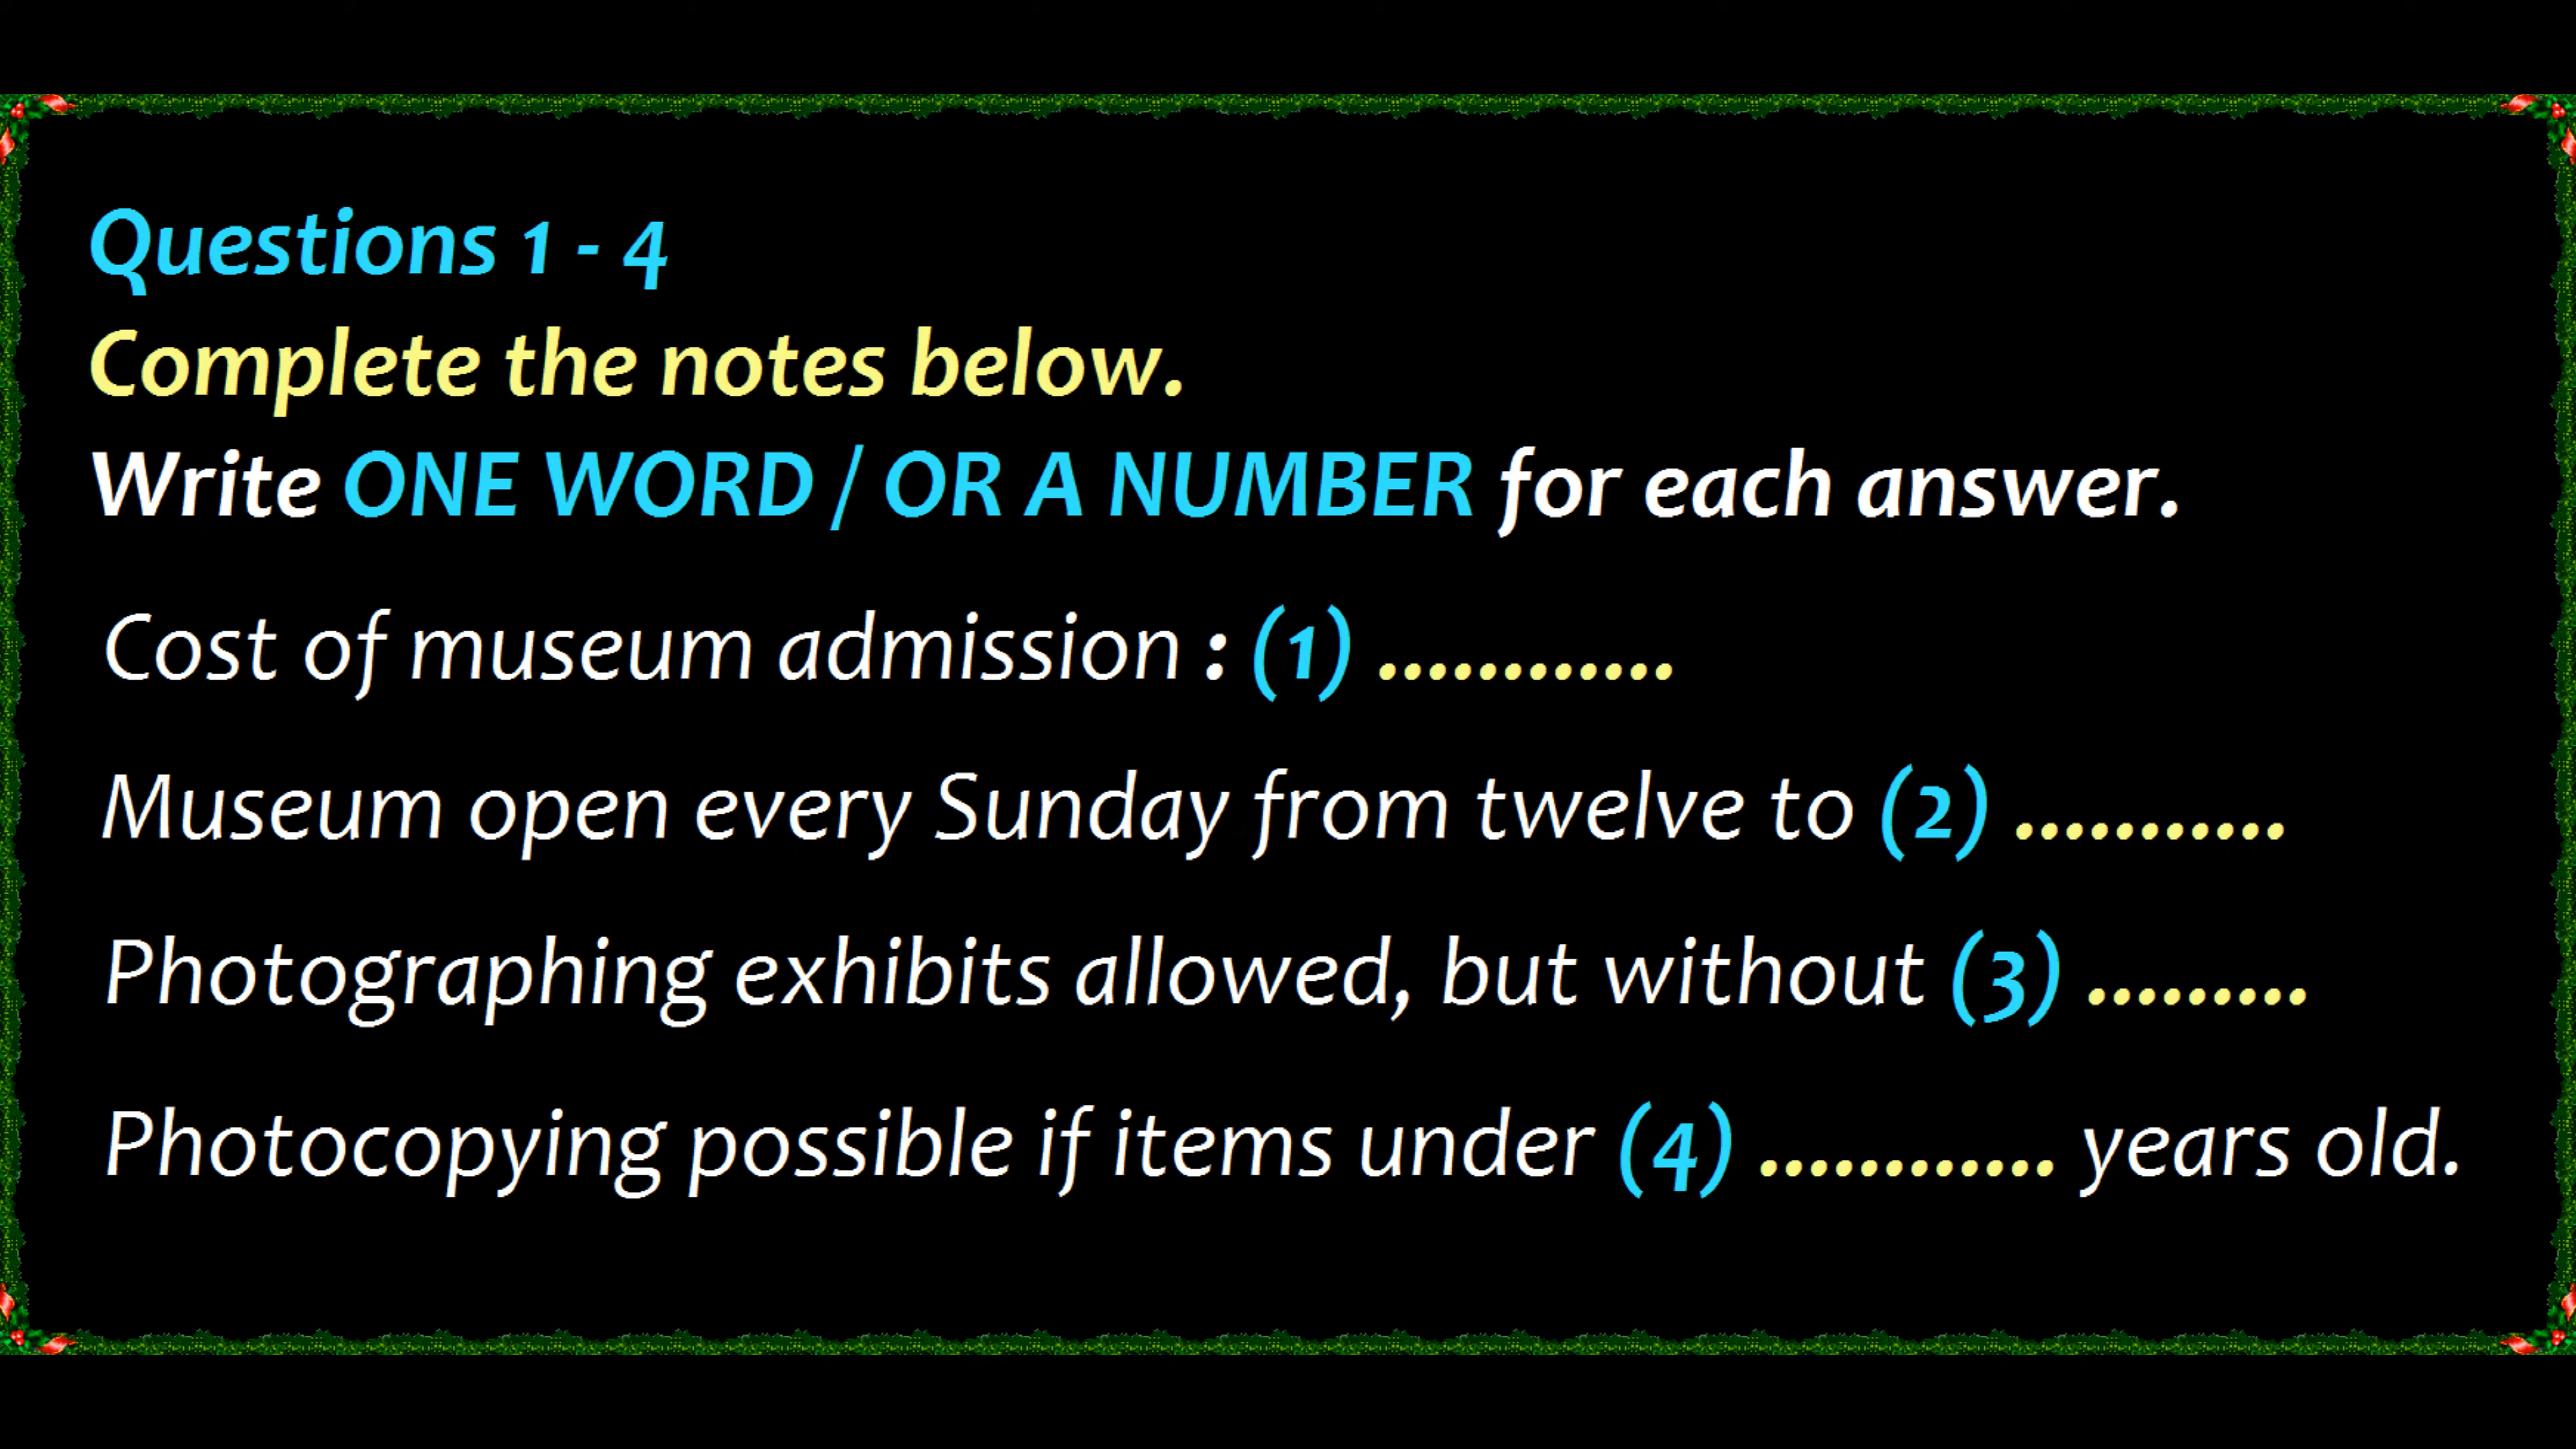 Questions 1 - 4
Complete the notes below.
Write ONE WORD / OR A NUMBER for each answer.
Cost of museum admission : (1) ............
Museum open every Sunday from twelve to (2) ...........
Photographing exhibits allowed, but without (3) .........
Photocopying possible if items under (4) ............ years old.